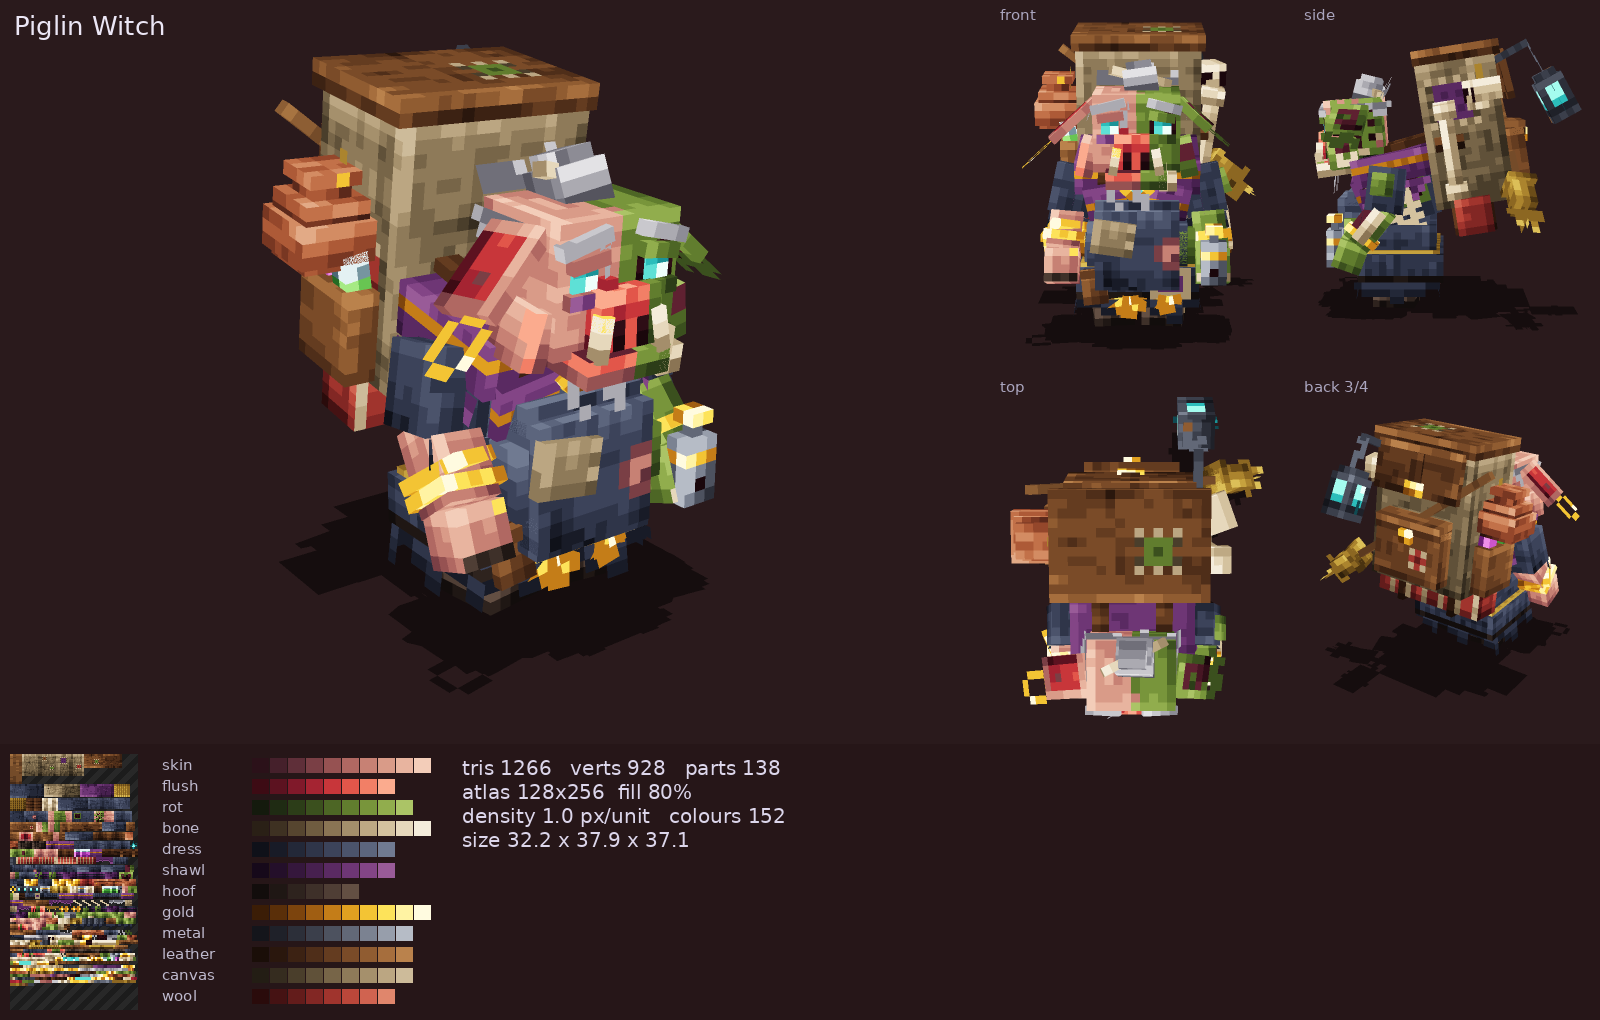 Piglin Witch
front
side
top
back 3/4
skin
flush
rot
bone
dress
shawl
hoof
gold
metal
leather
canvas
wool
tris 1266   verts 928   parts 138
atlas 128x256  fill 80%
density 1.0 px/unit   colours 152
size 32.2 x 37.9 x 37.1